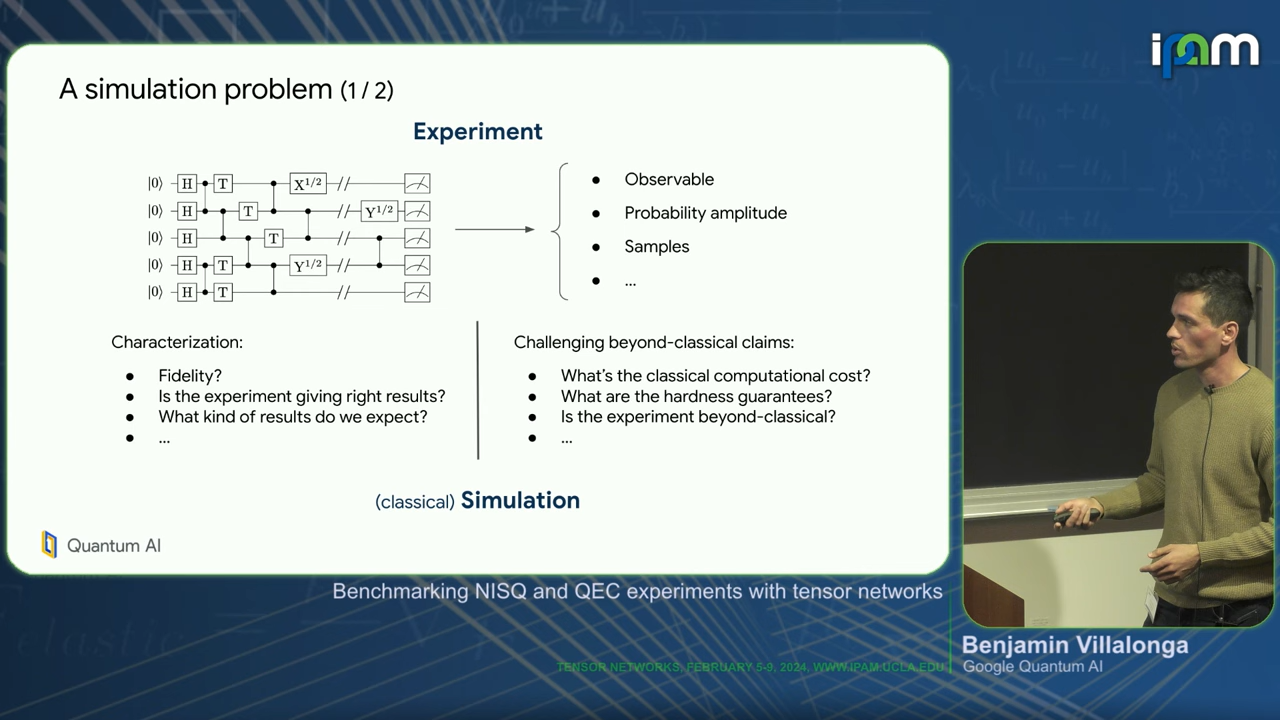 ipam
A simulation problem (1 / 2)
Experiment
|0⟩ H T X1/2 //
|0⟩ H T // Y1/2
|0⟩ H T //
|0⟩ H T Y1/2 //
|0⟩ H T //
● Observable
● Probability amplitude
● Samples
● ...
Characterization:
● Fidelity?
● Is the experiment giving right results?
● What kind of results do we expect?
● ...
Challenging beyond-classical claims:
● What's the classical computational cost?
● What are the hardness guarantees?
● Is the experiment beyond-classical?
● ...
(classical) Simulation
Quantum AI
Benchmarking NISQ and QEC experiments with tensor networks
Benjamin Villalonga
Google Quantum AI
TENSOR NETWORKS, FEBRUARY 5-9, 2024, WWW.IPAM.UCLA.EDU
elastic